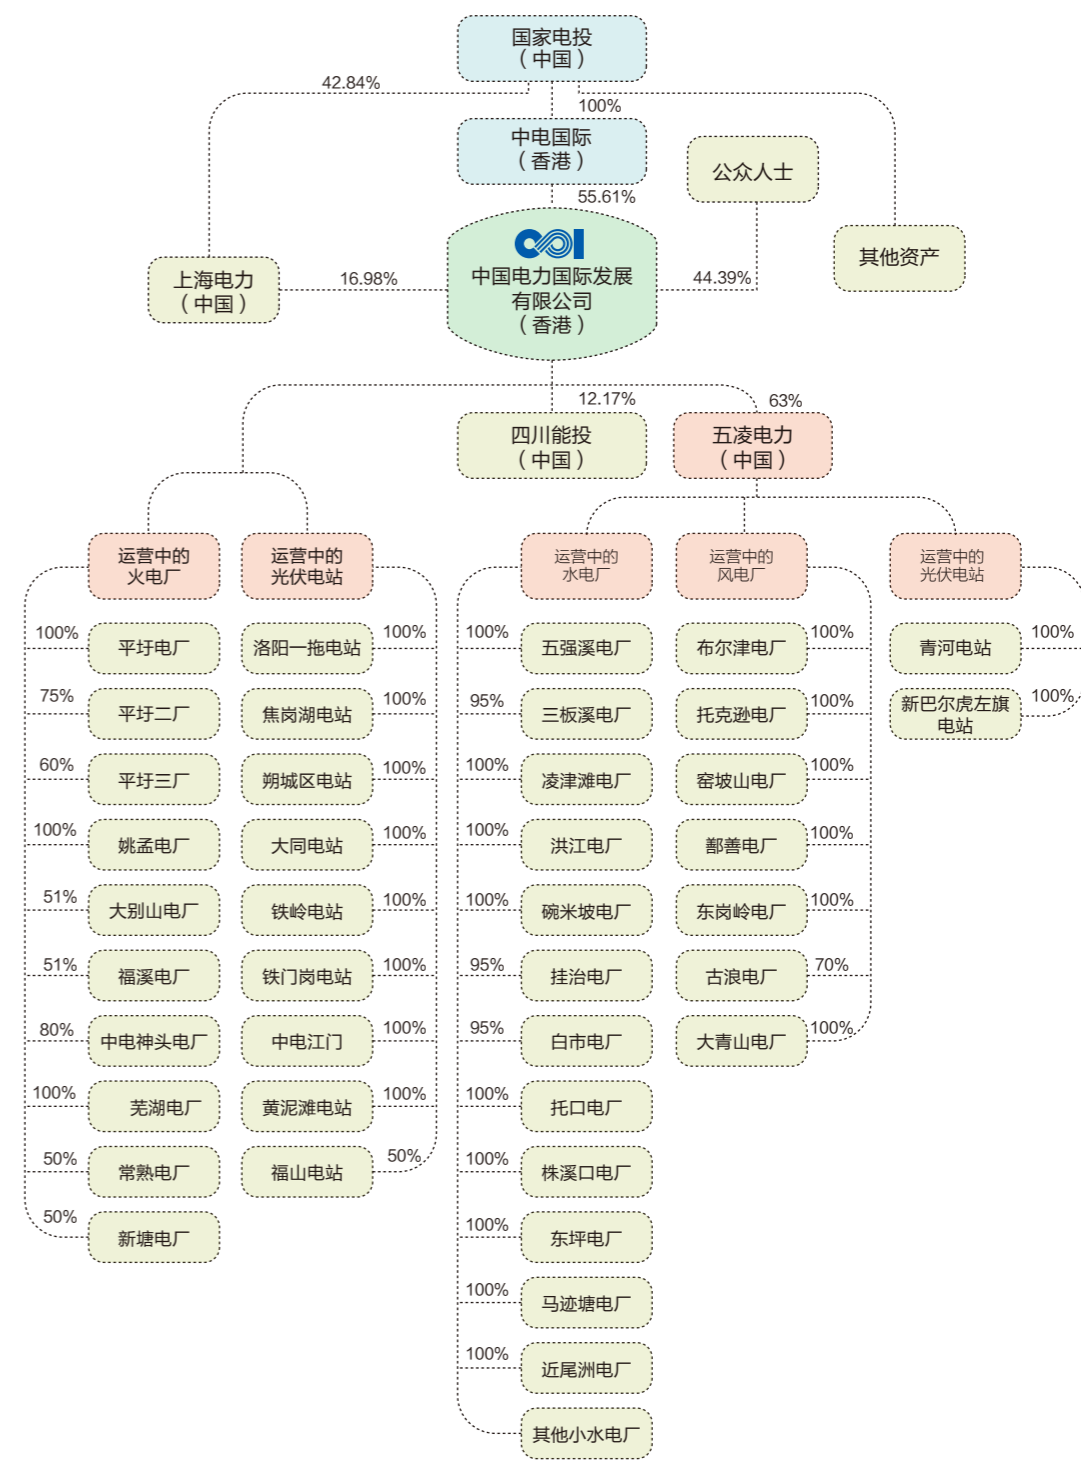 国家电投
（中国）
42.84%
100%
中电国际
（香港）
公众人士
55.61%
其他资产
上海电力
（中国）
16.98%
中国电力国际发展
有限公司
（香港）
44.39%
12.17%
63%
四川能投
（中国）
五凌电力
（中国）
运营中的
火电厂
100%
平圩电厂
75%
平圩二厂
60%
平圩三厂
100%
姚孟电厂
51%
大别山电厂
51%
福溪电厂
80%
中电神头电厂
100%
芜湖电厂
50%
常熟电厂
50%
新塘电厂
运营中的
光伏电站
洛阳一拖电站
100%
焦岗湖电站
100%
朔城区电站
100%
大同电站
100%
铁岭电站
100%
铁门岗电站
100%
中电江门
100%
黄泥滩电站
100%
福山电站
50%
运营中的
水电厂
100%
五强溪电厂
95%
三板溪电厂
100%
凌津滩电厂
100%
洪江电厂
100%
碗米坡电厂
95%
挂治电厂
95%
白市电厂
100%
托口电厂
100%
株溪口电厂
100%
东坪电厂
100%
马迹塘电厂
100%
近尾洲电厂
其他小水电厂
运营中的
风电厂
布尔津电厂
100%
托克逊电厂
100%
窑坡山电厂
100%
鄯善电厂
100%
东岗岭电厂
100%
古浪电厂
70%
大青山电厂
100%
运营中的
光伏电站
青河电站
100%
新巴尔虎左旗
电站
100%